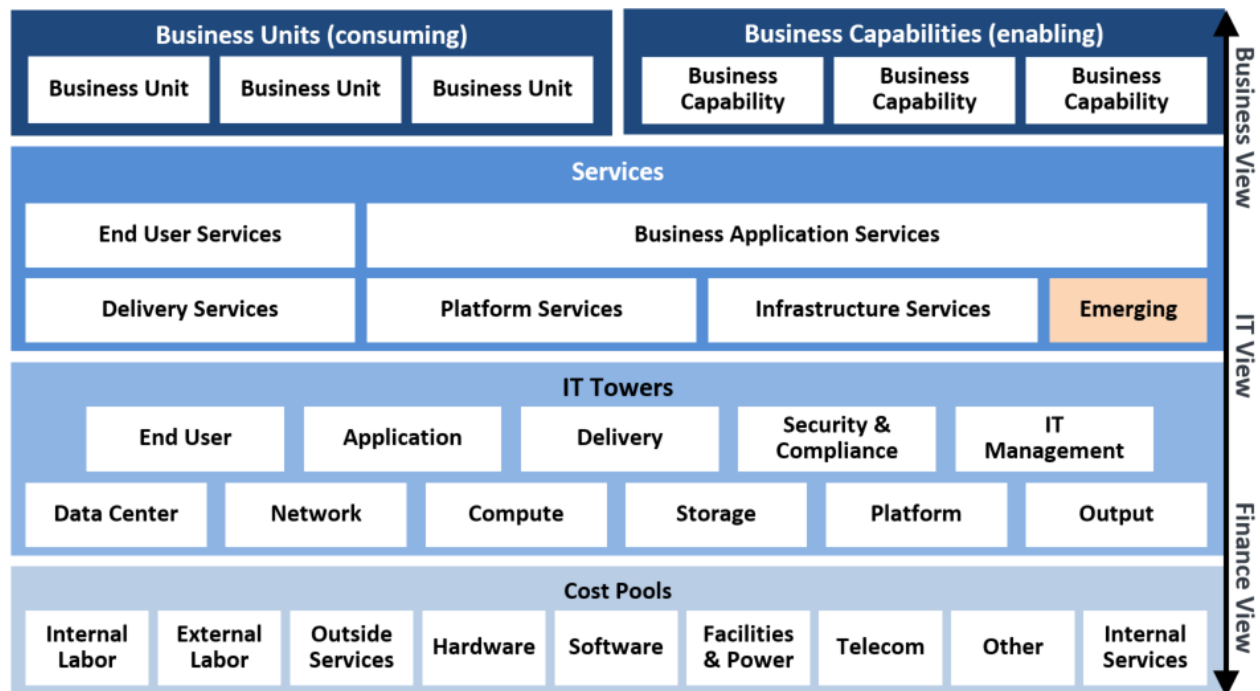 Business Units (consuming)
Business Unit
Business Unit
Business Unit
Business Capabilities (enabling)
Business
Capability
Business
Capability
Business
Capability
Services
End User Services
Business Application Services
Delivery Services
Platform Services
Infrastructure Services
Emerging
IT Towers
End User
Application
Delivery
Security &
Compliance
IT
Management
Data Center
Network
Compute
Storage
Platform
Output
Cost Pools
Internal
Labor
External
Labor
Outside
Services
Hardware
Software
Facilities
& Power
Telecom
Other
Internal
Services
Business View
IT View
Finance View